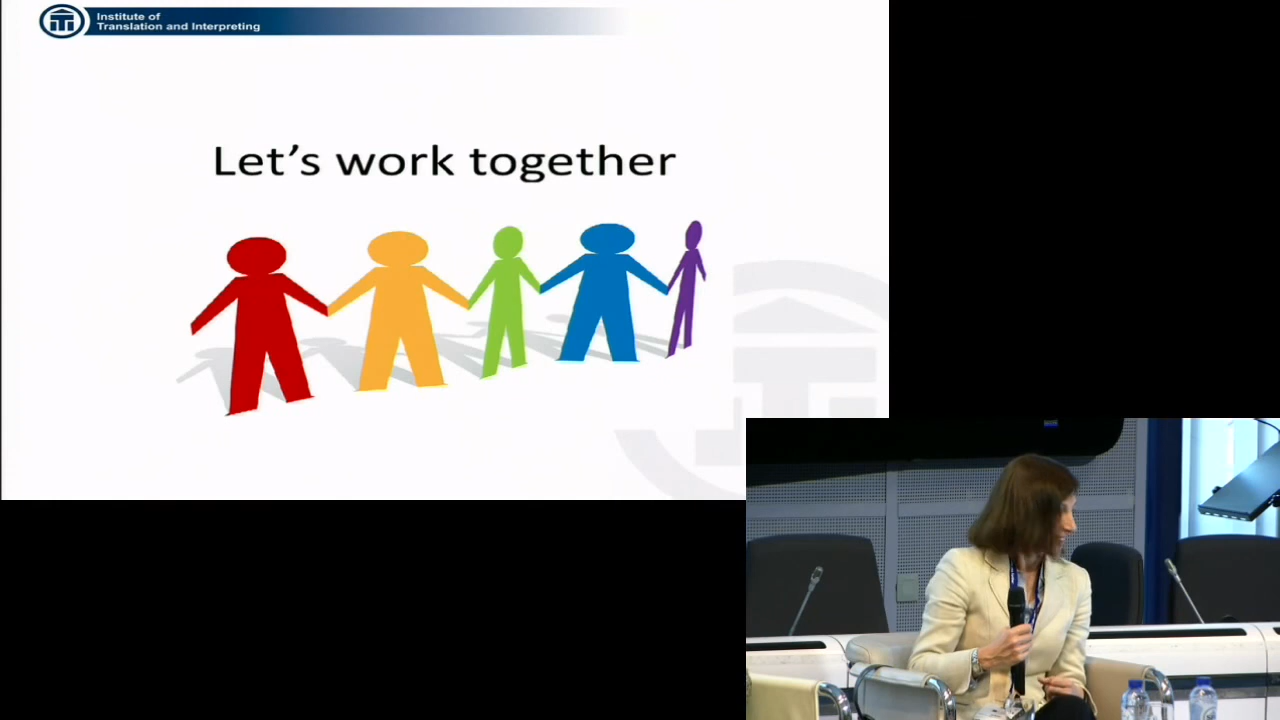 Institute of
Translation and Interpreting
Let's work together